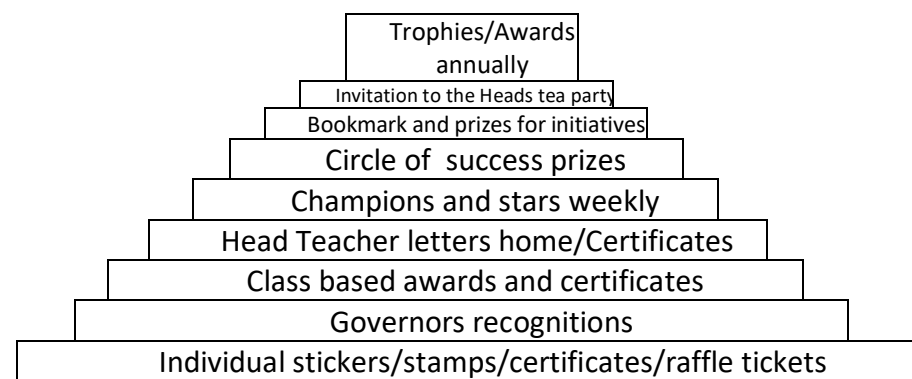 Trophies/Awards
annually
Invitation to the Heads tea party
Bookmark and prizes for initiatives
Circle of success prizes
Champions and stars weekly
Head Teacher letters home/Certificates
Class based awards and certificates
Governors recognitions
Individual stickers/stamps/certificates/raffle tickets